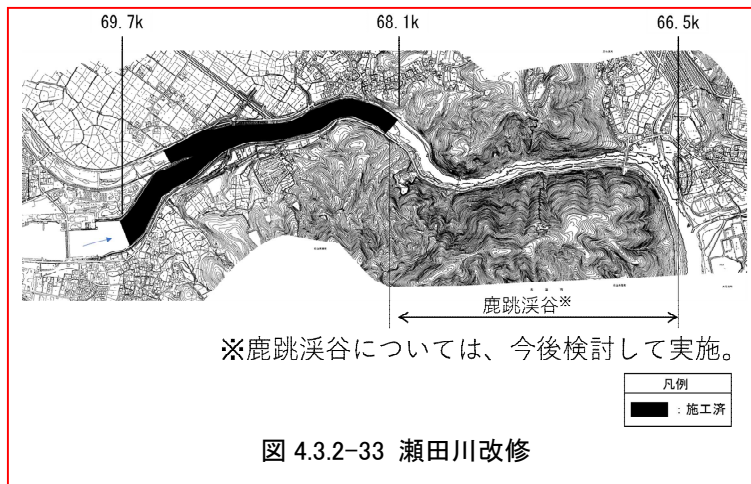 69.7k
68.1k
66.5k
鹿跳渓谷※
※鹿跳渓谷については、今後検討して実施。
凡例
：施工済
図 4.3.2-33 瀬田川改修